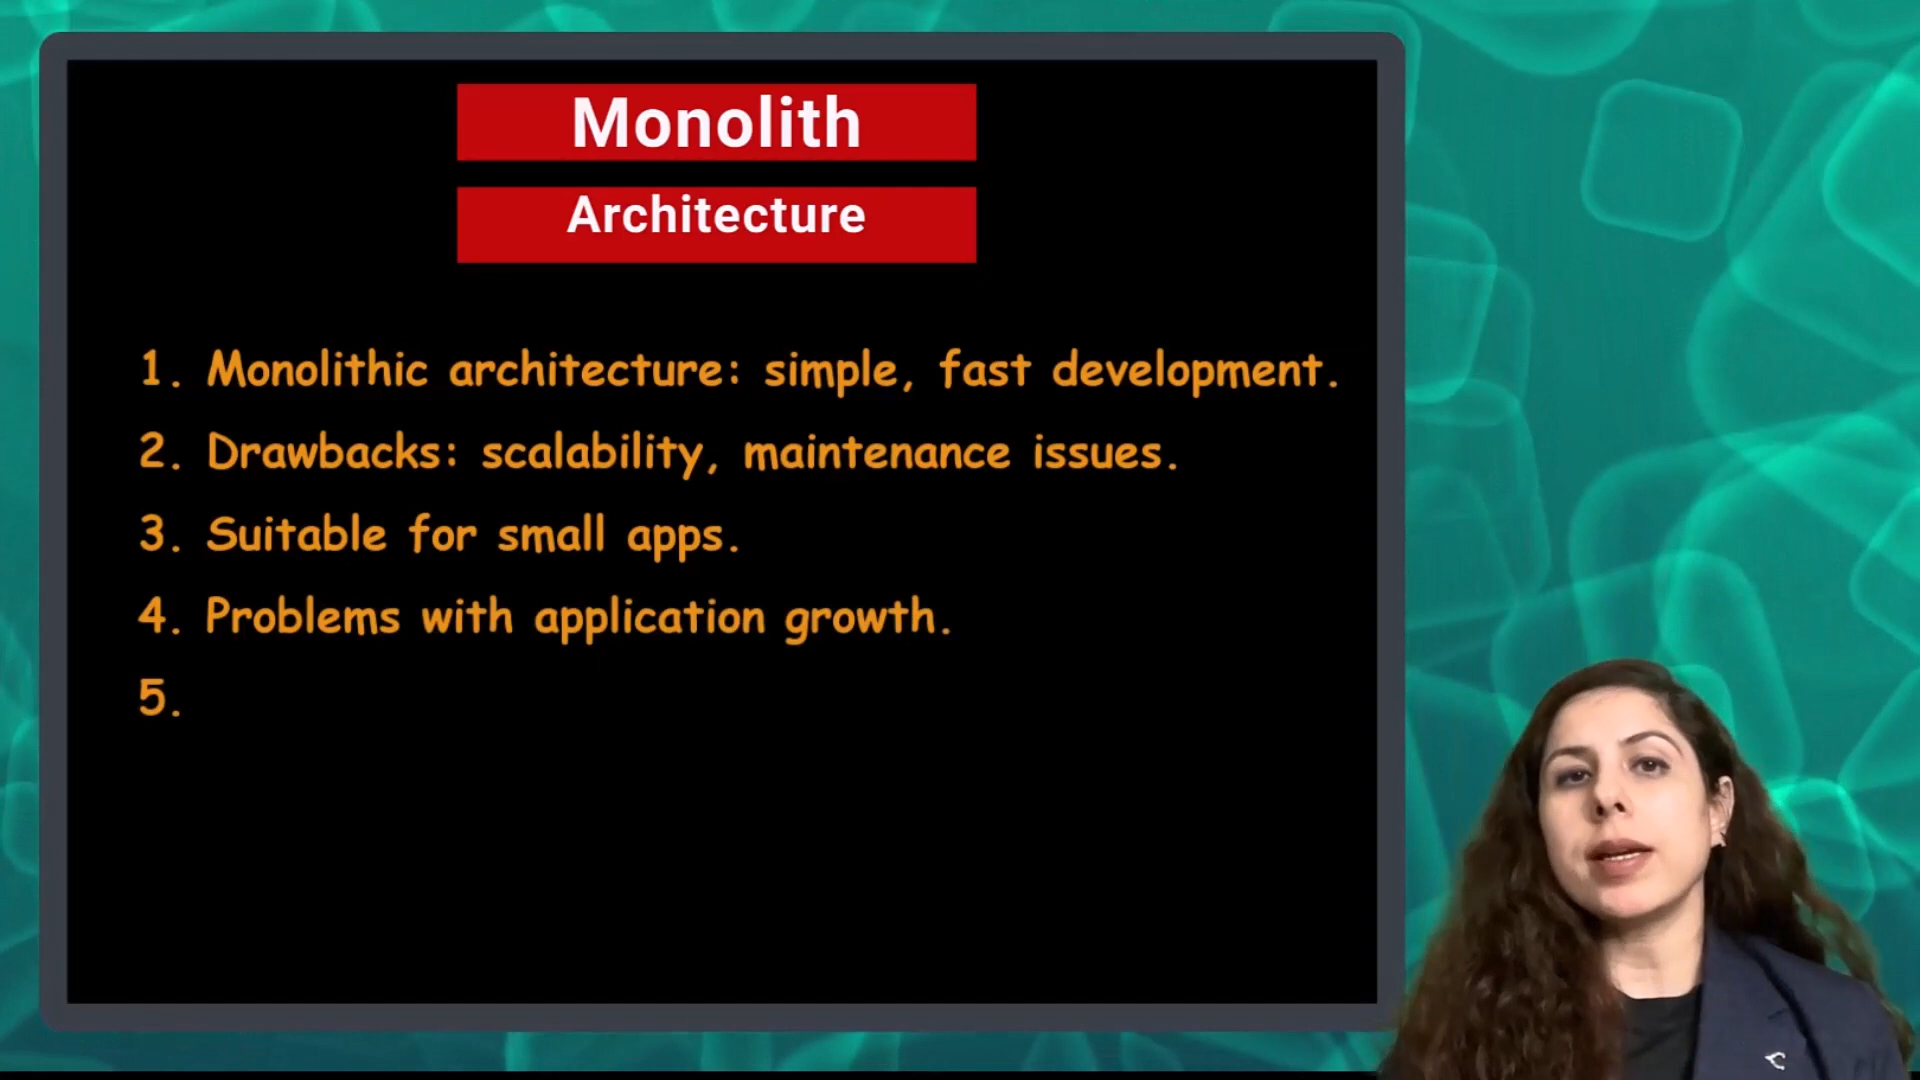 Monolith
Architecture
1. Monolithic architecture: simple, fast development.
2. Drawbacks: scalability, maintenance issues.
3. Suitable for small apps.
4. Problems with application growth.
5.